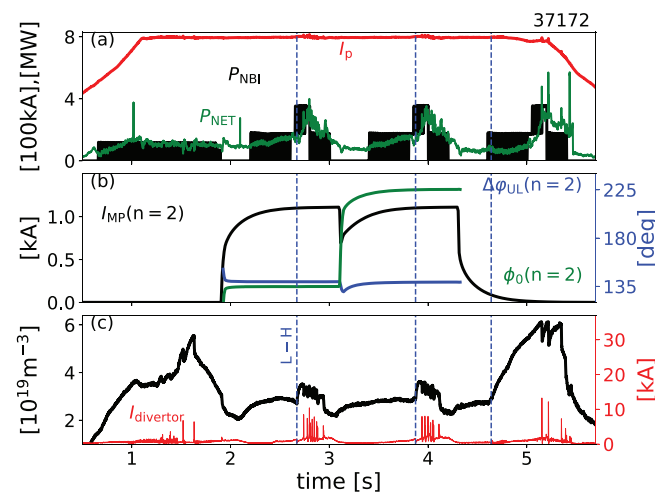 37172
(a)
I_p
P_NBI
P_NET
[100kA],[MW]
8
4
0
(b)
I_MP(n = 2)
Δφ_UL(n = 2)
ϕ_0(n = 2)
[kA]
1.0
0.5
0.0
225
180
135
[deg]
(c)
L − H
I_divertor
[10^19m^−3]
6
4
2
30
20
10
0
[kA]
1 2 3 4 5
time [s]